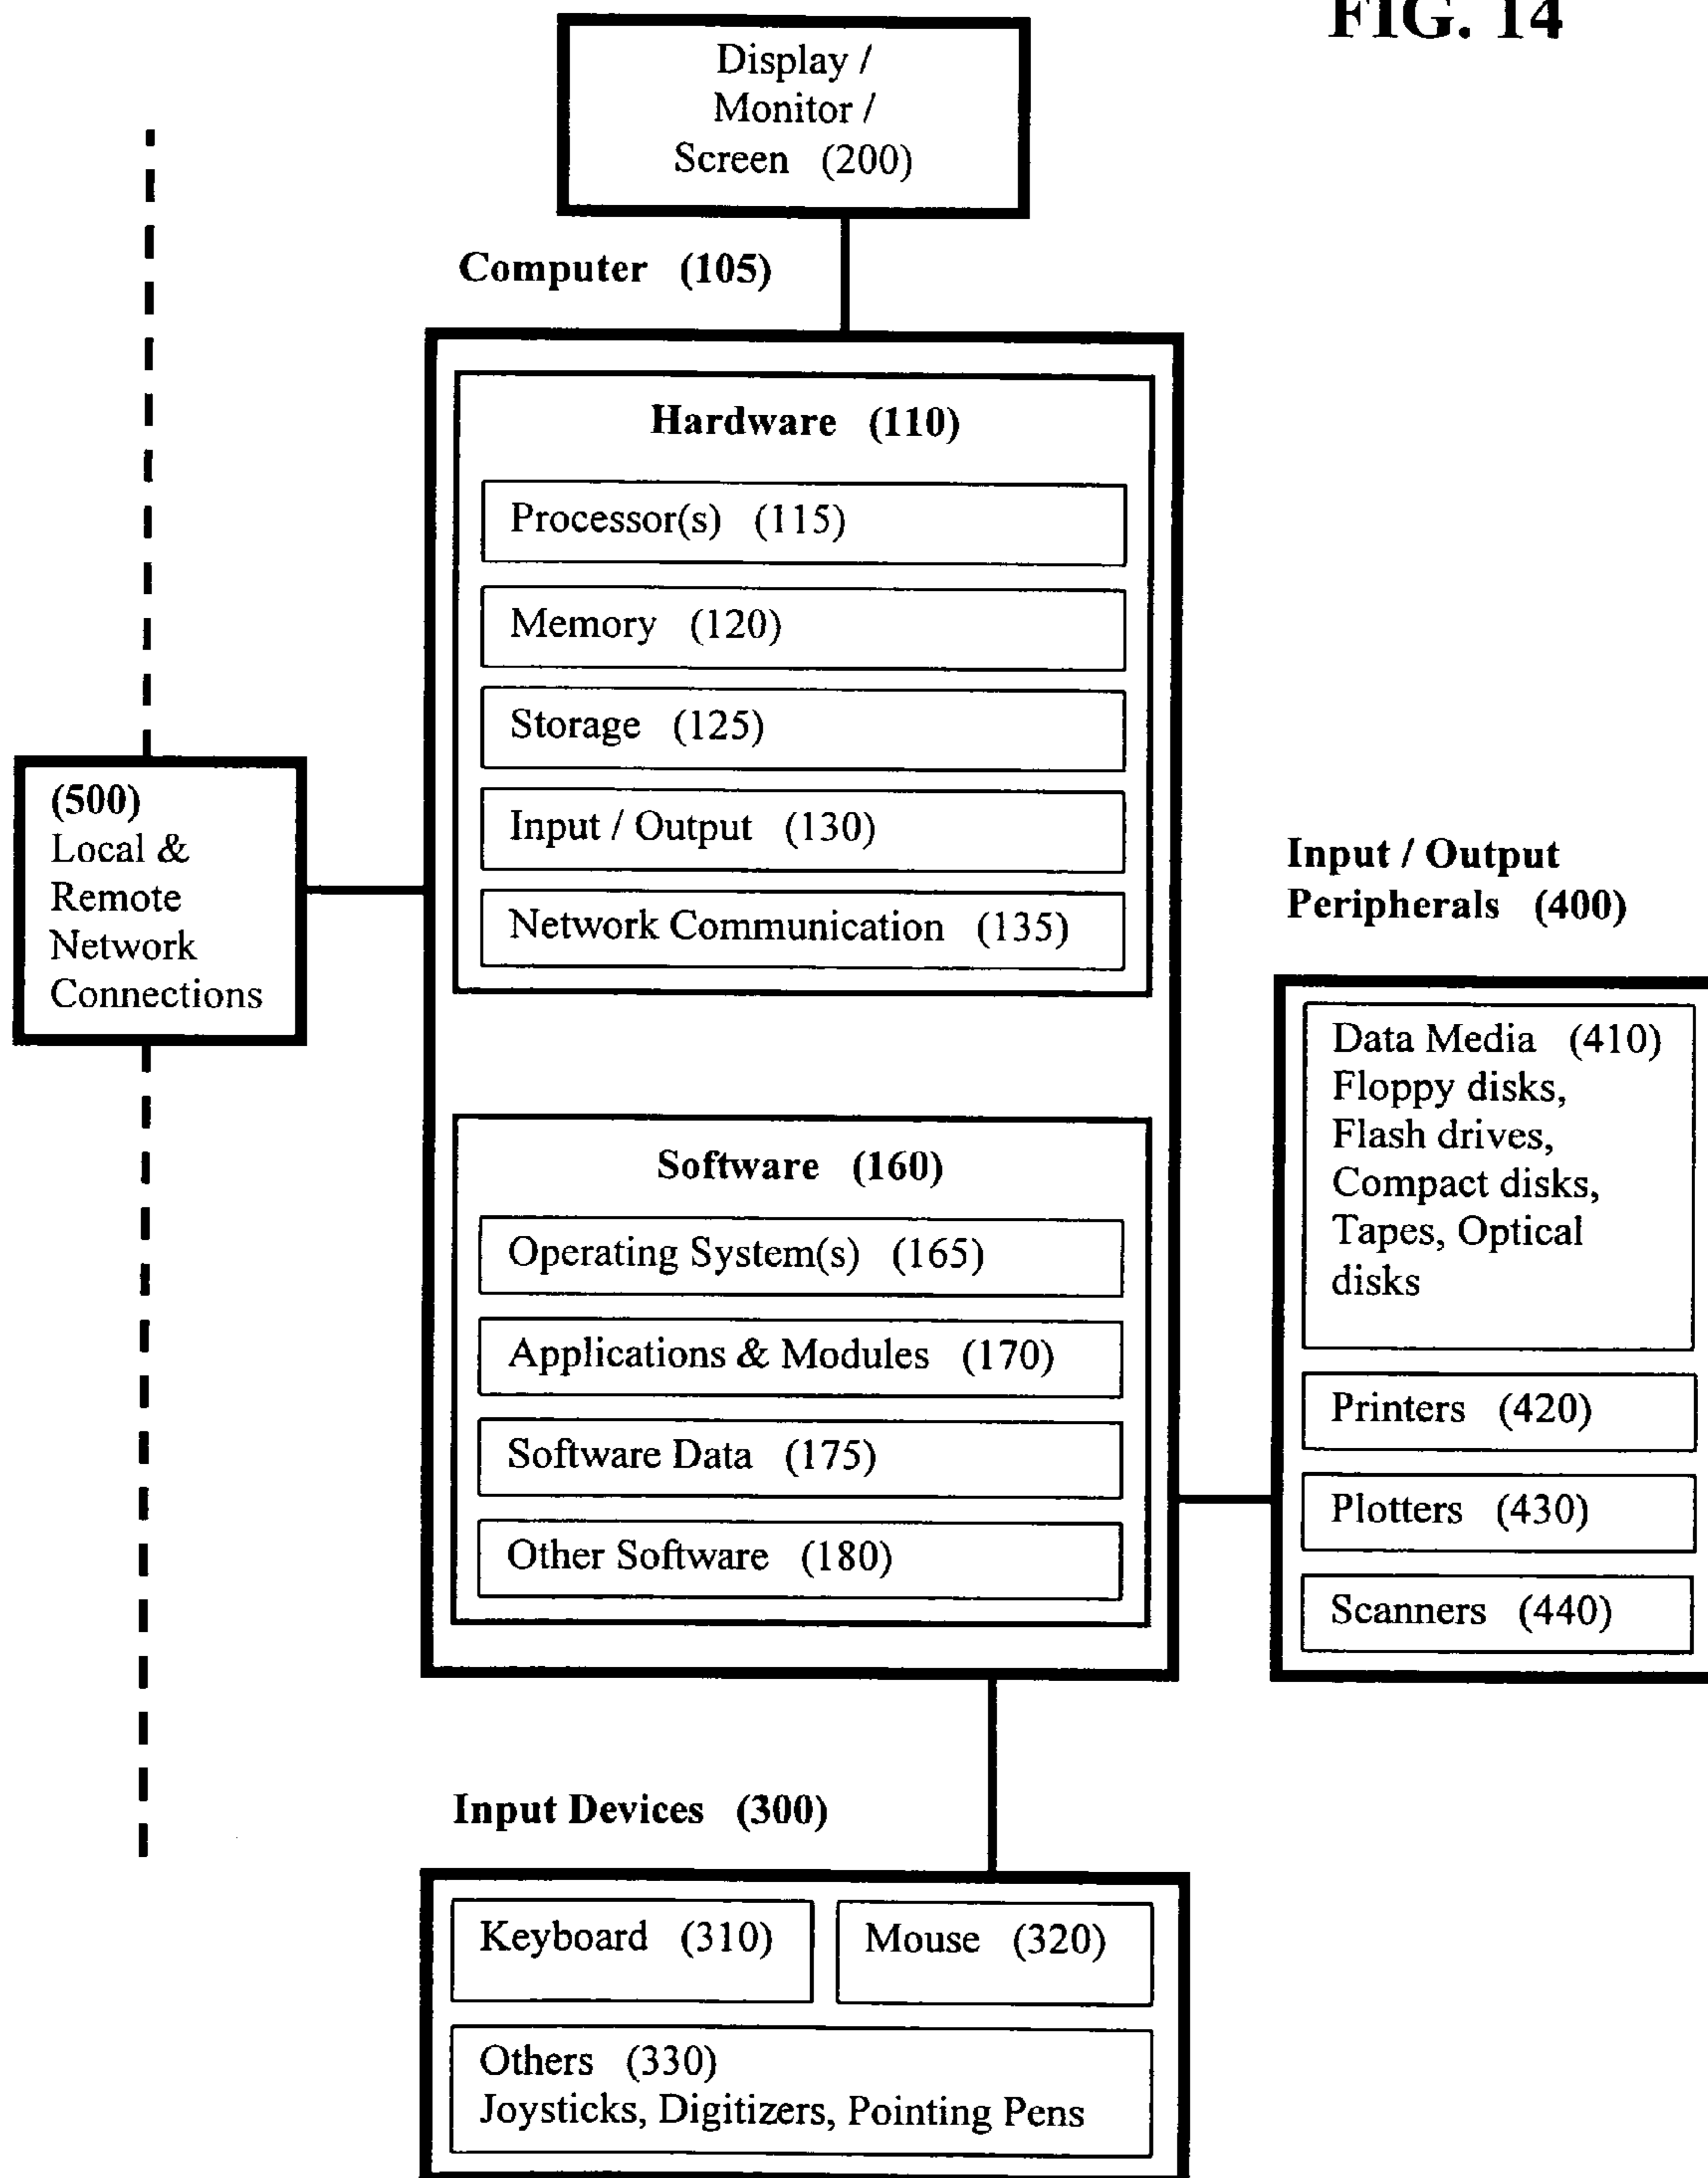 FIG. 14
Display /
Monitor /
Screen (200)
Computer (105)
Hardware (110)
Processor(s) (115)
Memory (120)
Storage (125)
Input / Output (130)
Network Communication (135)
(500)
Local &
Remote
Network
Connections
Software (160)
Operating System(s) (165)
Applications & Modules (170)
Software Data (175)
Other Software (180)
Input / Output
Peripherals (400)
Data Media (410)
Floppy disks,
Flash drives,
Compact disks,
Tapes, Optical
disks
Printers (420)
Plotters (430)
Scanners (440)
Input Devices (300)
Keyboard (310)
Mouse (320)
Others (330)
Joysticks, Digitizers, Pointing Pens